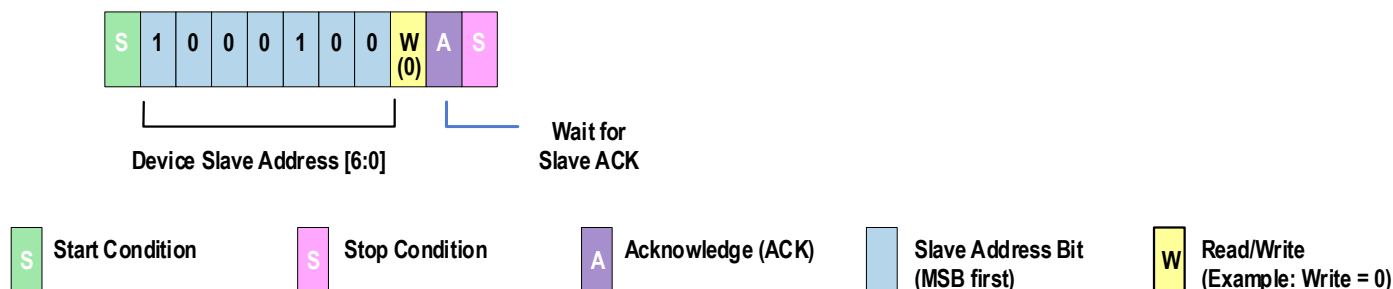 S 1 0 0 0 1 0 0 W A S
(0)
Wait for
Slave ACK
Device Slave Address [6:0]
S Start Condition
S Stop Condition
A Acknowledge (ACK)
Slave Address Bit
(MSB first)
W Read/Write
(Example: Write = 0)